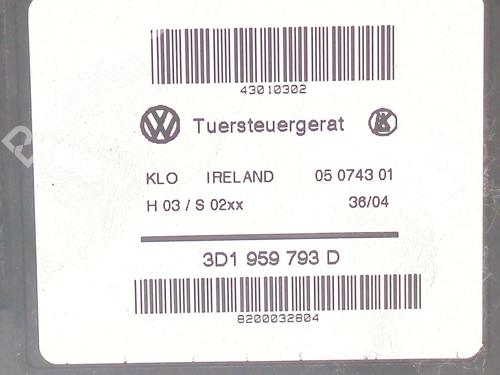 43010302
Tuersteuergerat
KLO IRELAND 05 0743 01
H 03 / S 02xx 36/04
3D1 959 793 D
8200032804